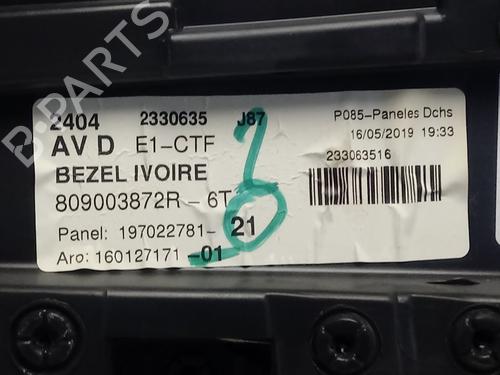 B-PARTS
2404 2330635 J87
AV D E1-CTF
BEZEL IVOIRE
809003872R - 6T
Panel: 197022781- 21
Aro: 160127171 -01
P085-Paneles Dchs
16/05/2019 19:33
233063516